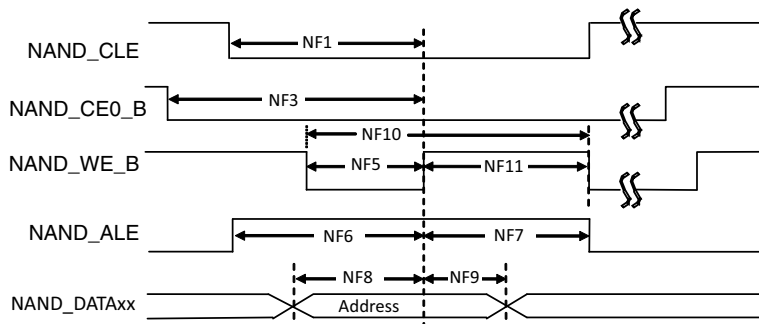 NF1
NAND_CLE
NF3
NAND_CE0_B
NF10
NAND_WE_B
NF5
NF11
NAND_ALE
NF6
NF7
NF8
NF9
NAND_DATAxx
Address